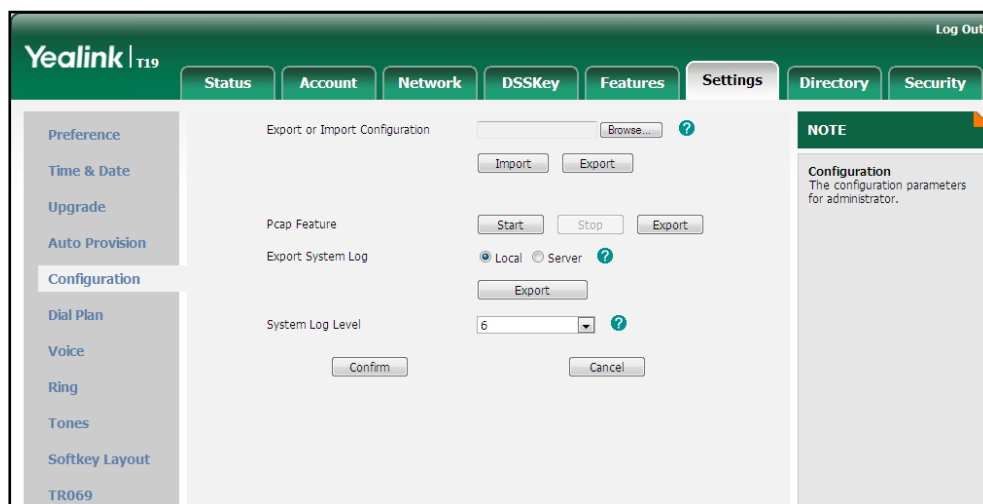 Log Out
Yealink T19
Status Account Network DSSKey Features Settings Directory Security
Preference
Time & Date
Upgrade
Auto Provision
Configuration
Dial Plan
Voice
Ring
Tones
Softkey Layout
TR069
Export or Import Configuration Browse... ?
Import Export
Pcap Feature Start Stop Export
Export System Log Local Server ?
Export
System Log Level 6 ?
Confirm Cancel
NOTE
Configuration
The configuration parameters
for administrator.